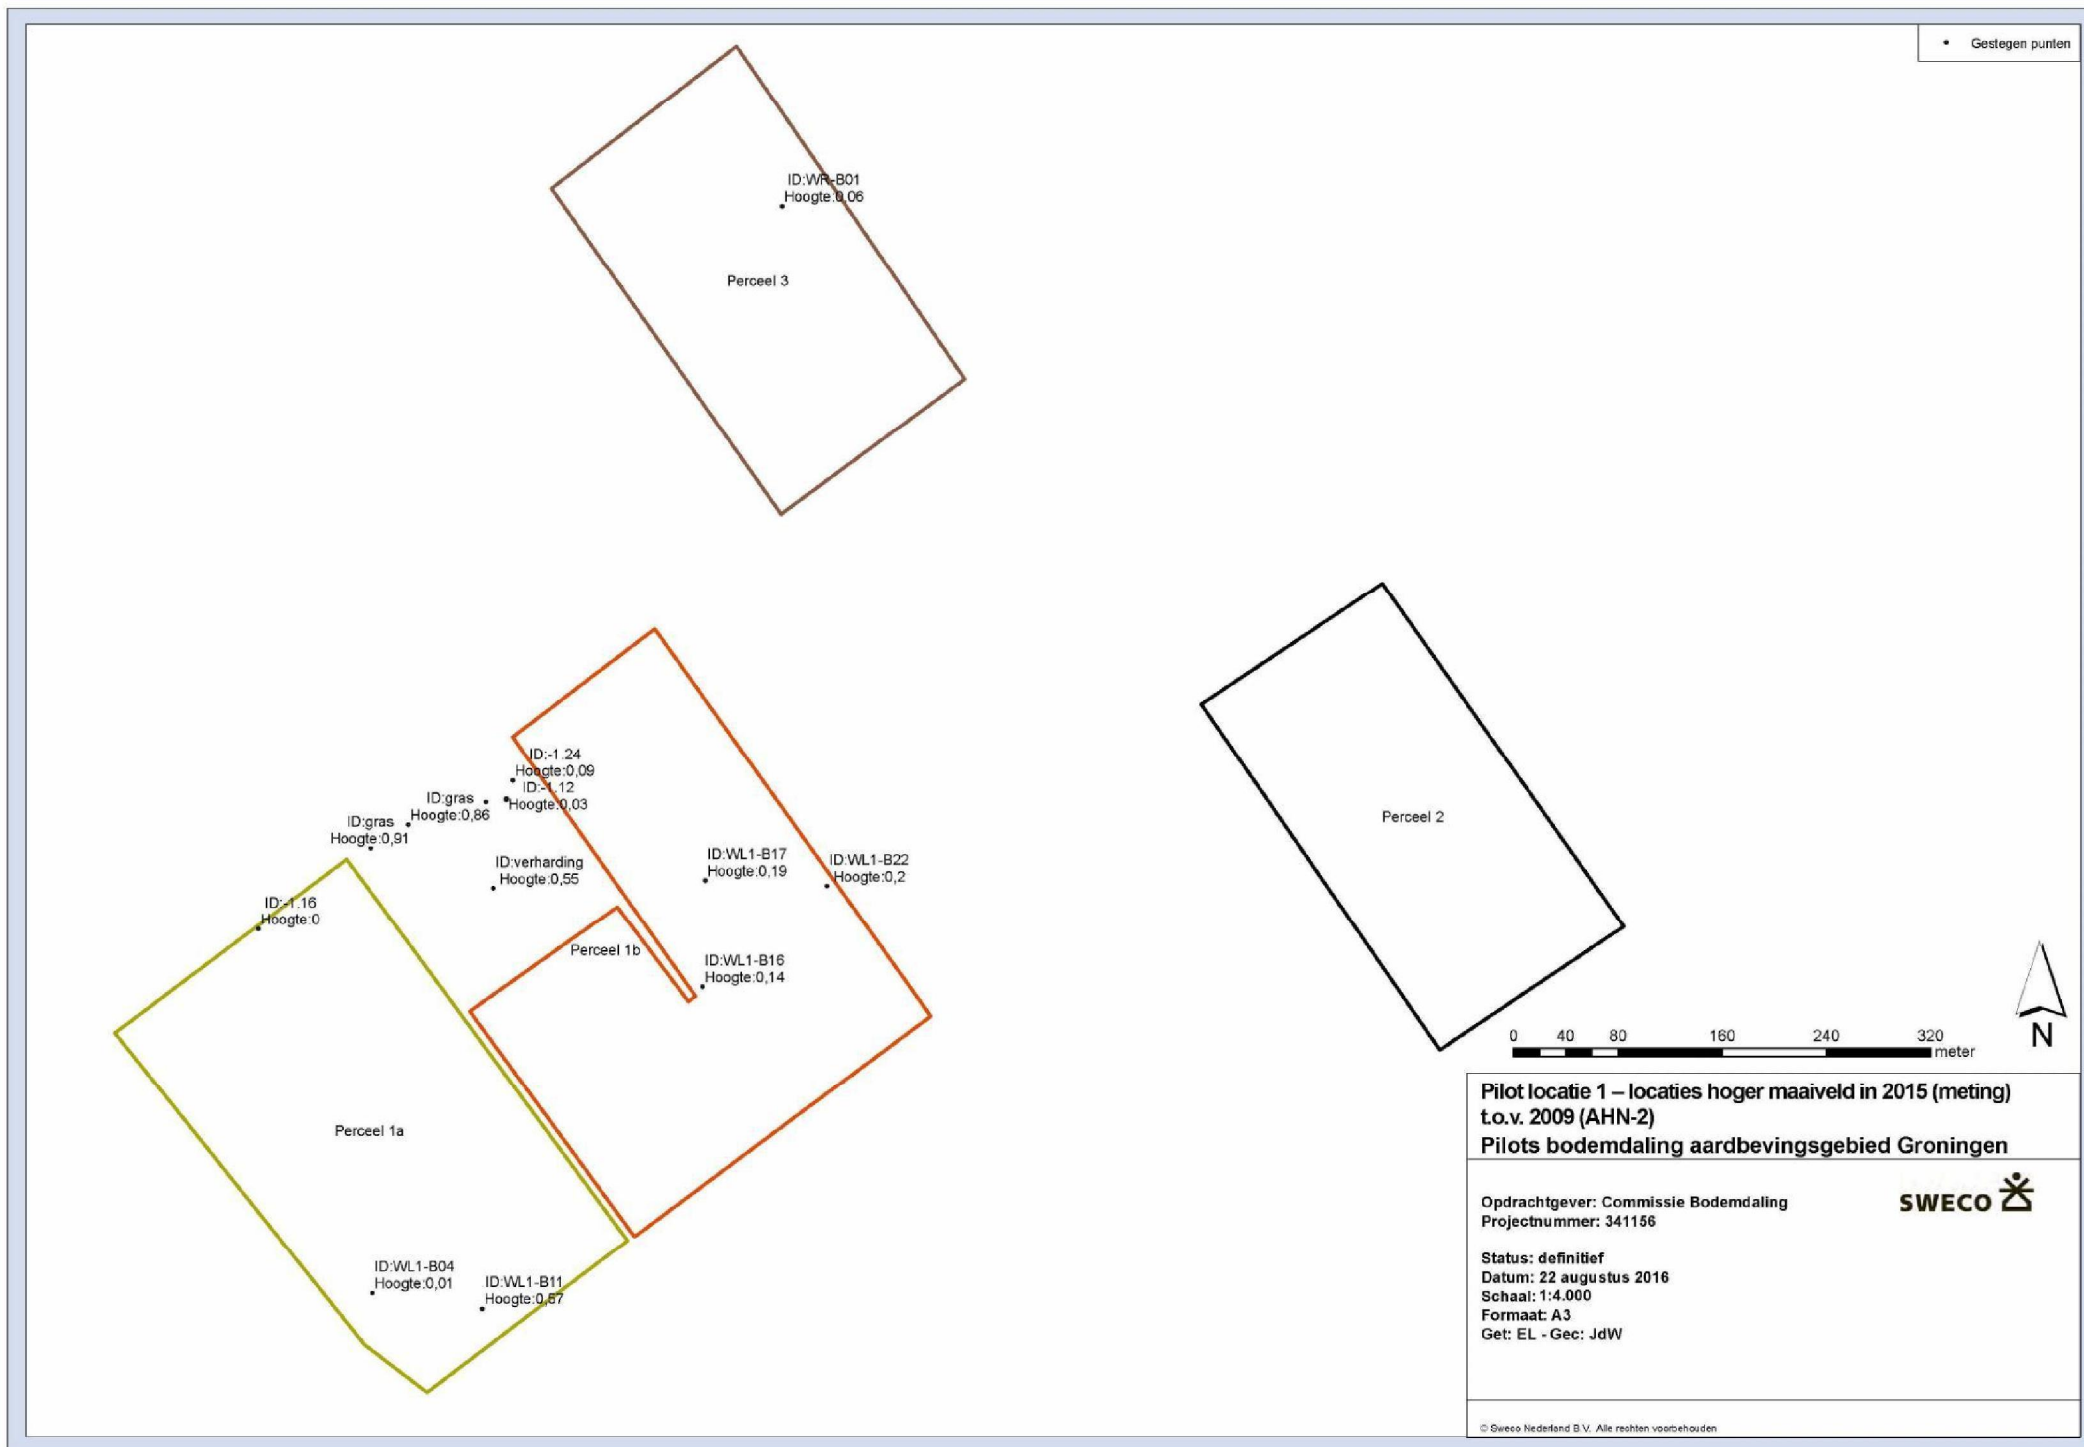 Gestegen punten
ID:WR-B01
Hoogte:0,06
Perceel 3
ID:-1.24
Hoogte:0,09
ID:-1.12
Hoogte:0,03
ID:gras
Hoogte:0,86
ID:gras
Hoogte:0,91
ID:verharding
Hoogte:0,55
ID:WL1-B17
Hoogte:0,19
ID:WL1-B22
Hoogte:0,2
Perceel 2
ID:-1.16
Hoogte:0
Perceel 1b
ID:WL1-B16
Hoogte:0,14
Perceel 1a
ID:WL1-B04
Hoogte:0,01
ID:WL1-B11
Hoogte:0,57
0 40 80 160 240 320
meter
N
Pilot locatie 1 – locaties hoger maaiveld in 2015 (meting)
t.o.v. 2009 (AHN-2)
Pilots bodemdaling aardbevingsgebied Groningen
Opdrachtgever: Commissie Bodemdaling
Projectnummer: 341156
SWECO
Status: definitief
Datum: 22 augustus 2016
Schaal: 1:4.000
Formaat: A3
Get: EL - Gec: JdW
© Sweco Nederland B.V. Alle rechten voorbehouden